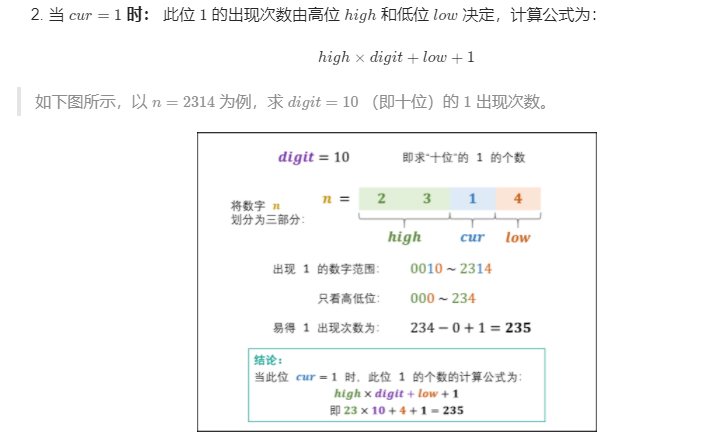 2. 当 cur = 1 时： 此位 1 的出现次数由高位 high 和低位 low 决定，计算公式为：
high × digit + low + 1
如下图所示，以 n = 2314 为例，求 digit = 10 （即十位）的 1 出现次数。
digit = 10 即求“十位”的 1 的个数
将数字 n
划分为三部分：
n = 2 3 1 4
high cur low
出现 1 的数字范围： 0010 ~ 2314
只看高低位： 000 ~ 234
易得 1 出现次数为： 234 − 0 + 1 = 235
结论：
当此位 cur = 1 时，此位 1 的个数的计算公式为：
high × digit + low + 1
即 23 × 10 + 4 + 1 = 235